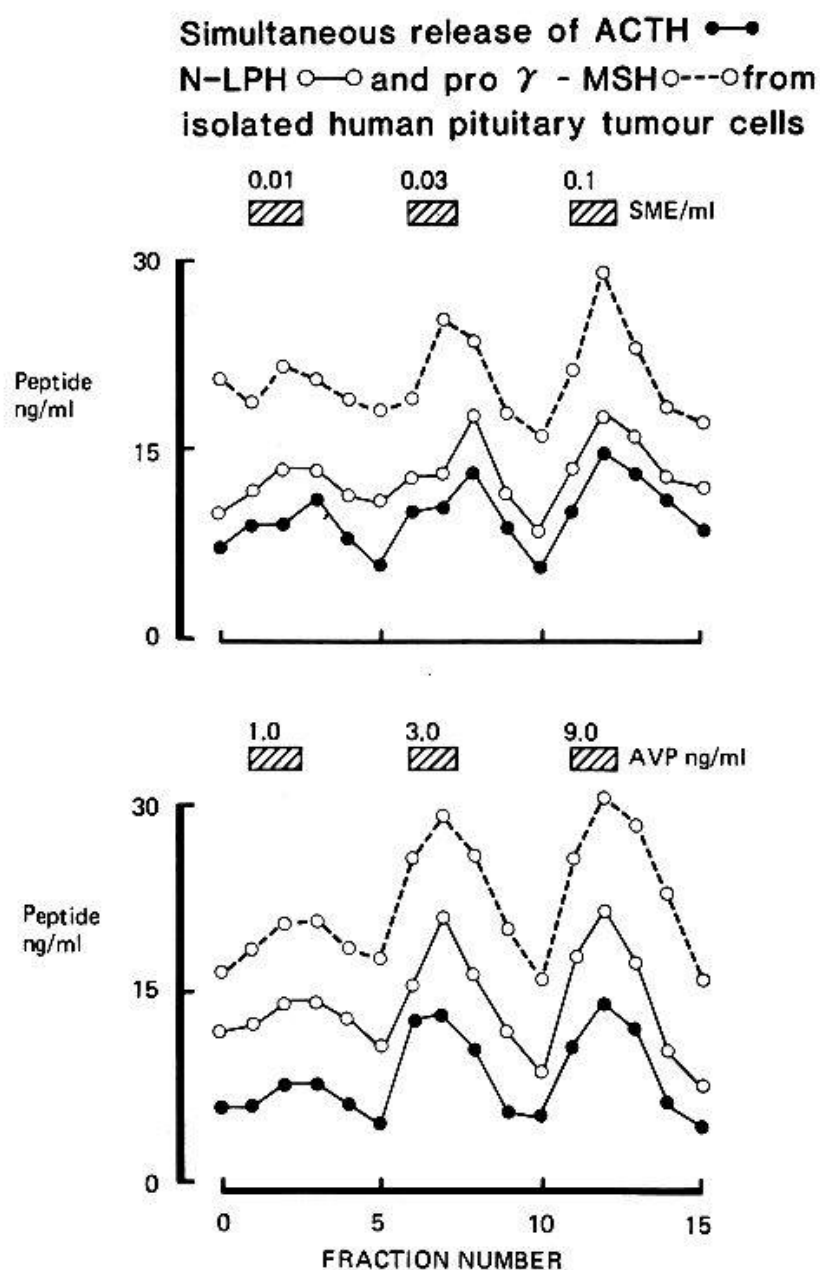 Simultaneous release of ACTH ●—●
N-LPH ○—○ and pro γ - MSH ○---○ from
isolated human pituitary tumour cells
0.01 0.03 0.1
SME/ml
30
Peptide
ng/ml
15
0
1.0 3.0 9.0
AVP ng/ml
30
Peptide
ng/ml
15
0
0 5 10 15
FRACTION NUMBER